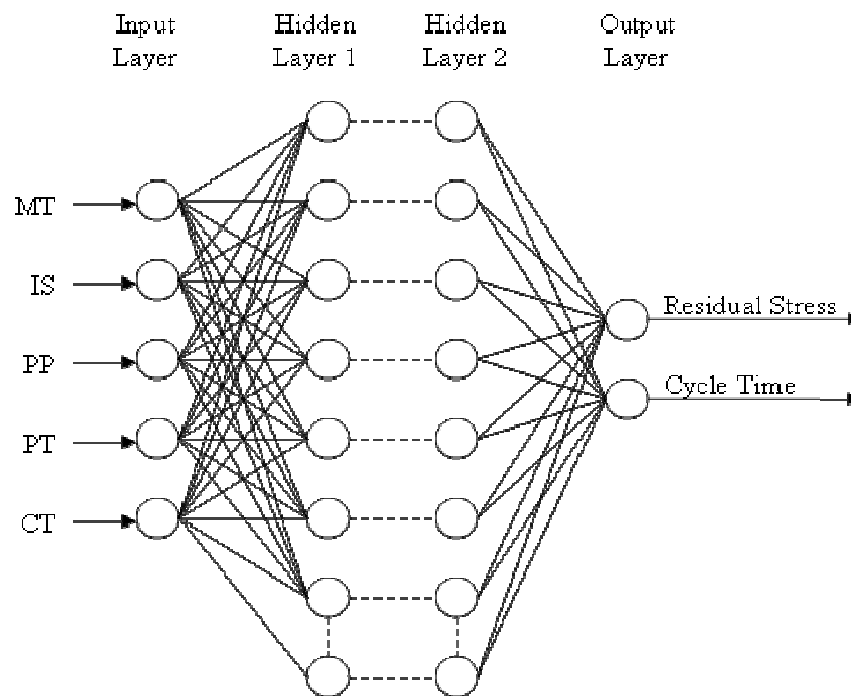 Input
Layer
Hidden
Layer 1
Hidden
Layer 2
Output
Layer
MT
IS
PP
PT
CT
Residual Stress
Cycle Time